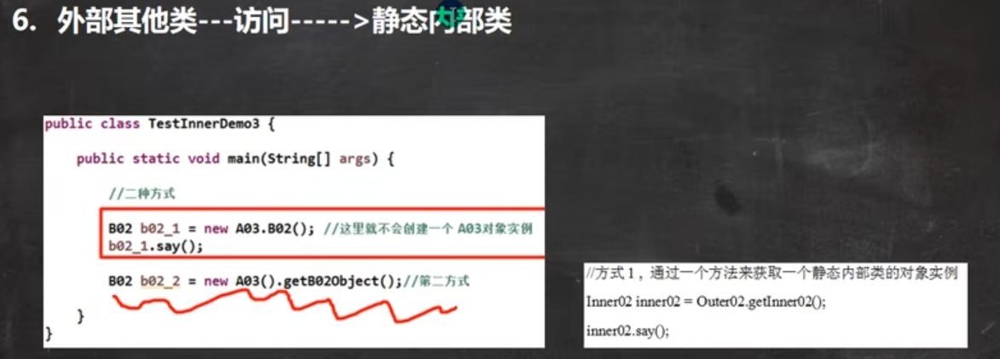 6. 外部其他类---访问----->静态内部类
public class TestInnerDemo3 {
public static void main(String[] args) {
//二种方式
B02 b02_1 = new A03.B02(); //这里就不会创建一个 A03对象实例
b02_1.say();
B02 b02_2 = new A03().getB02Object();//第二方式
}
}
//方式 1 , 通过一个方法来获取一个静态内部类的对象实例
Inner02 inner02 = Outer02.getInner02();
inner02.say();